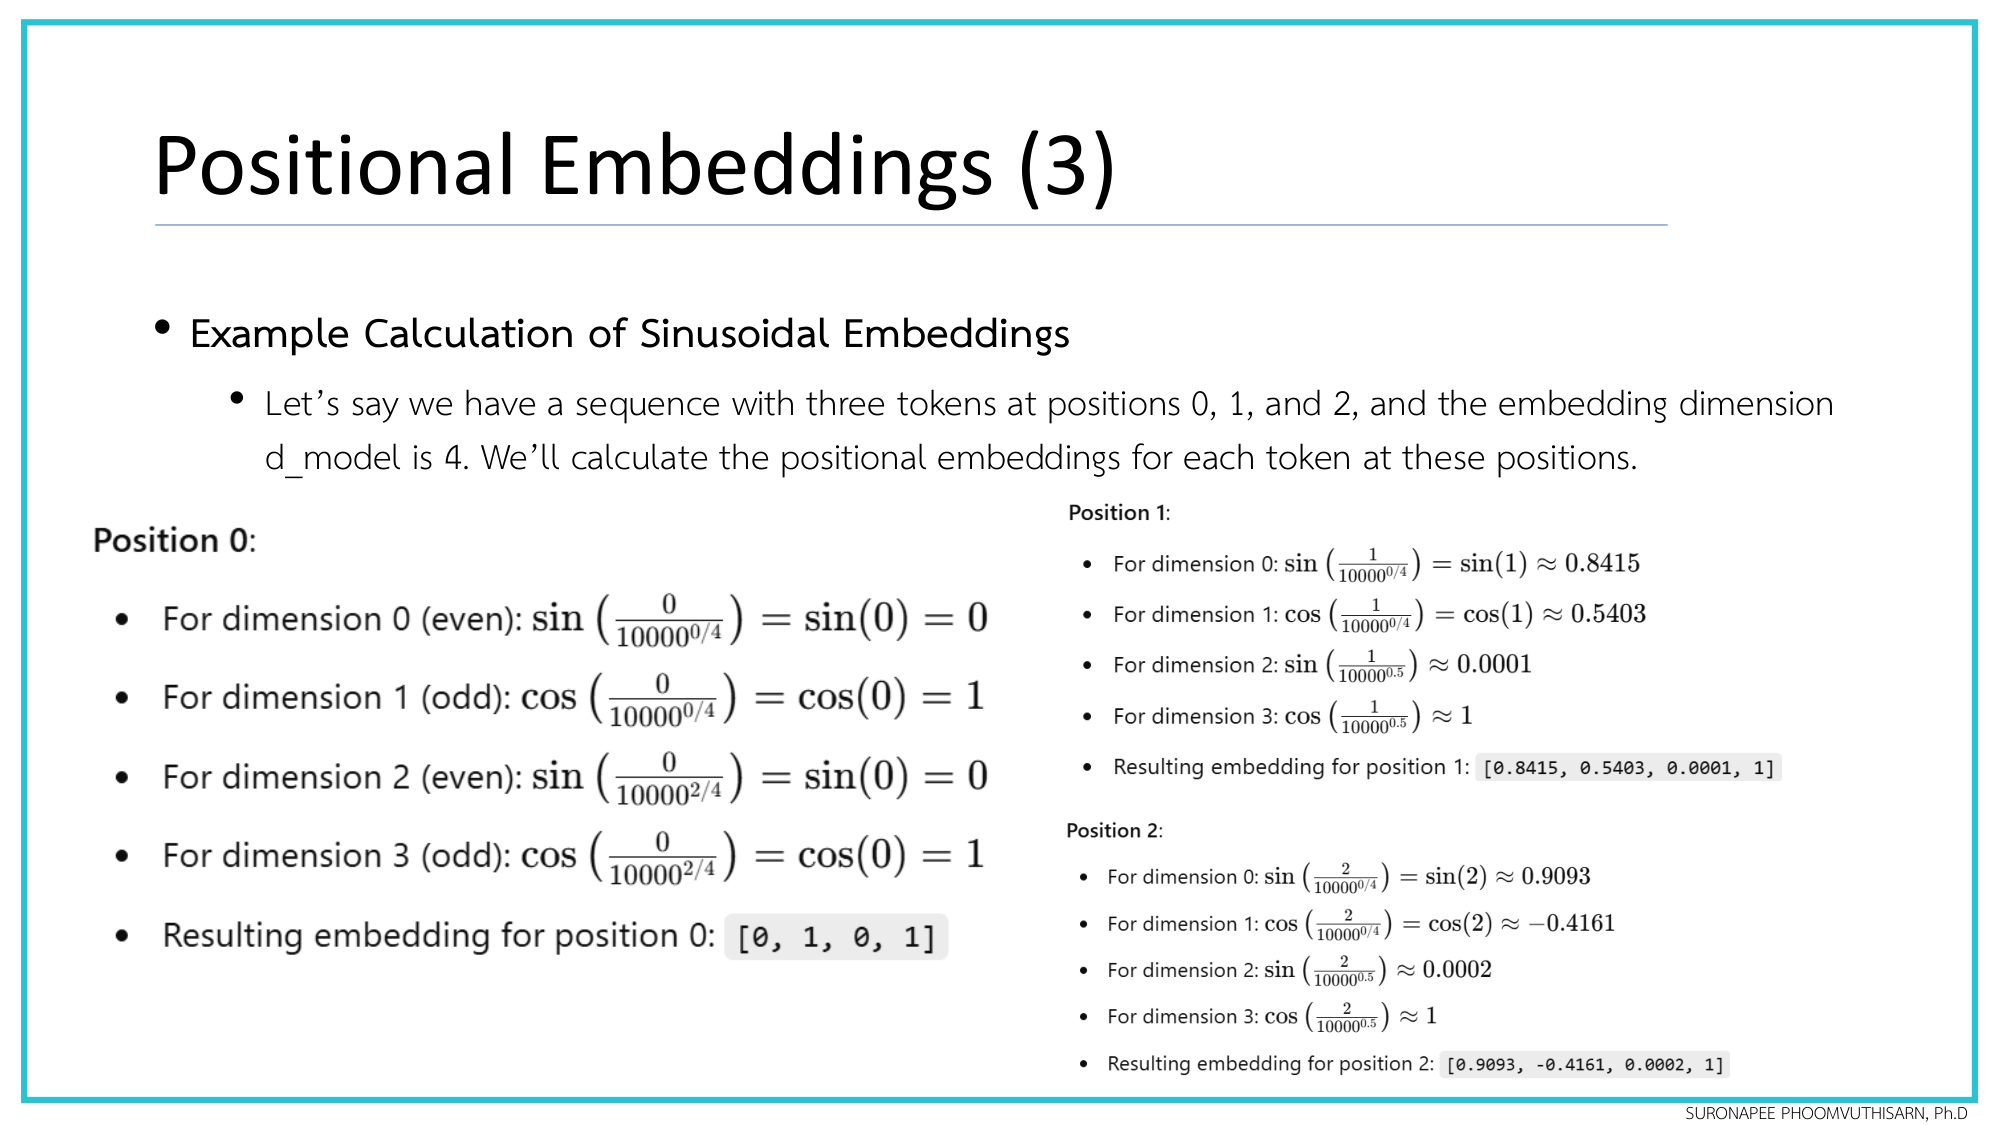 Positional Embeddings (3)
• Example Calculation of Sinusoidal Embeddings
• Let’s say we have a sequence with three tokens at positions 0, 1, and 2, and the embedding dimension
d_model is 4. We’ll calculate the positional embeddings for each token at these positions.
Position 0:
• For dimension 0 (even): sin (0/10000^{0/4}) = sin(0) = 0
• For dimension 1 (odd): cos (0/10000^{0/4}) = cos(0) = 1
• For dimension 2 (even): sin (0/10000^{2/4}) = sin(0) = 0
• For dimension 3 (odd): cos (0/10000^{2/4}) = cos(0) = 1
• Resulting embedding for position 0: [0, 1, 0, 1]
Position 1:
• For dimension 0: sin (1/10000^{0/4}) = sin(1) ≈ 0.8415
• For dimension 1: cos (1/10000^{0/4}) = cos(1) ≈ 0.5403
• For dimension 2: sin (1/10000^{0.5}) ≈ 0.0001
• For dimension 3: cos (1/10000^{0.5}) ≈ 1
• Resulting embedding for position 1: [0.8415, 0.5403, 0.0001, 1]
Position 2:
• For dimension 0: sin (2/10000^{0/4}) = sin(2) ≈ 0.9093
• For dimension 1: cos (2/10000^{0/4}) = cos(2) ≈ −0.4161
• For dimension 2: sin (2/10000^{0.5}) ≈ 0.0002
• For dimension 3: cos (2/10000^{0.5}) ≈ 1
• Resulting embedding for position 2: [0.9093, -0.4161, 0.0002, 1]
SURONAPEE PHOOMVUTHISARN, Ph.D